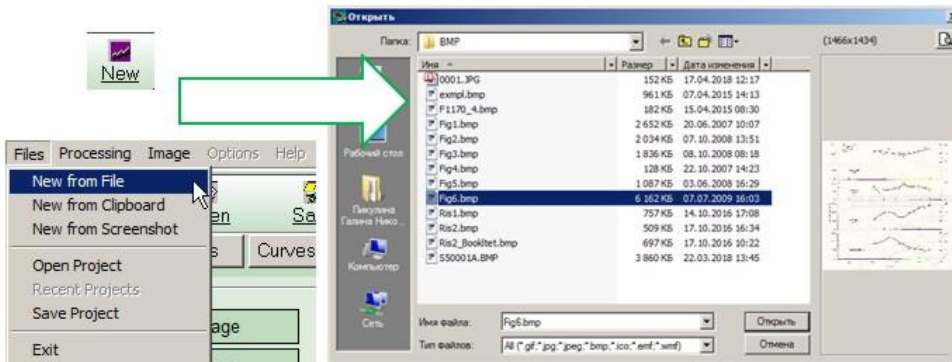 New
Files Processing Image Options Help
New from File
New from Clipboard
New from Screenshot
Open Project
Recent Projects
Save Project
Exit
Curves
Открыть
Папка: BMP
(1466x1434)
Имя Размер Дата изменения
0001.JPG 152 КБ 17.04.2018 12:17
exmpl.bmp 961 КБ 07.04.2015 14:13
F1170_4.bmp 182 КБ 15.04.2015 08:30
Fig1.bmp 2 652 КБ 20.06.2007 10:07
Fig2.bmp 2 034 КБ 07.10.2008 13:51
Fig3.bmp 1 836 КБ 08.10.2008 08:18
Fig4.bmp 128 КБ 22.10.2007 14:23
Fig5.bmp 1 087 КБ 03.06.2008 16:29
Fig6.bmp 6 162 КБ 07.07.2009 16:03
Ris1.bmp 757 КБ 14.10.2016 17:08
Ris2.bmp 509 КБ 17.10.2016 16:34
Ris2_Bookltet.bmp 697 КБ 17.10.2016 10:22
S50001A.BMP 3 860 КБ 22.03.2018 13:45
Рабочий стол
Пикулина
Галина Нико...
Компьютер
Сеть
Имя файла: Fig6.bmp Открыть
Тип файлов: All (*.gif;*.jpg;*.jpeg;*.bmp;*.ico;*.emf;*.wmf) Отмена